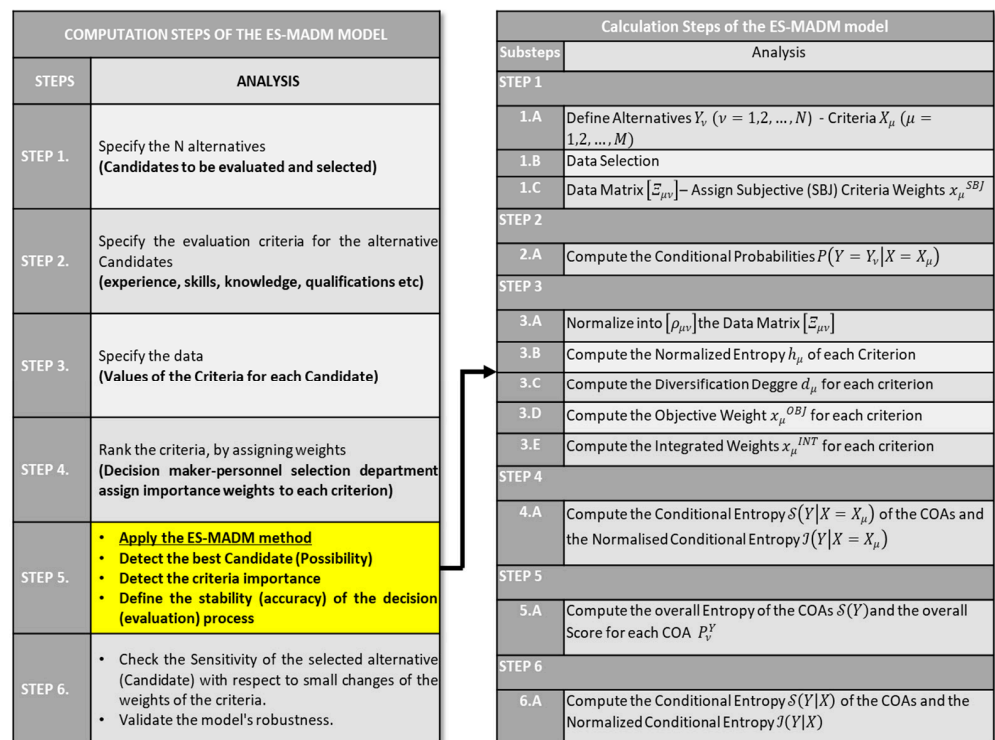 COMPUTATION STEPS OF THE ES-MADM MODEL
STEPS ANALYSIS
STEP 1.
Specify the N alternatives
(Candidates to be evaluated and selected)
STEP 2.
Specify the evaluation criteria for the alternative
Candidates
(experience, skills, knowledge, qualifications etc)
STEP 3.
Specify the data
(Values of the Criteria for each Candidate)
STEP 4.
Rank the criteria, by assigning weights
(Decision maker-personnel selection department
assign importance weights to each criterion)
STEP 5.
• Apply the ES-MADM method
• Detect the best Candidate (Possibility)
• Detect the criteria importance
• Define the stability (accuracy) of the decision
(evaluation) process
STEP 6.
• Check the Sensitivity of the selected alternative
(Candidate) with respect to small changes of the
weights of the criteria.
• Validate the model's robustness.
Calculation Steps of the ES-MADM model
Substeps Analysis
STEP 1
1.A Define Alternatives Y_ν (ν = 1,2, ..., N) - Criteria X_μ (μ =
1,2, ..., M)
1.B Data Selection
1.C Data Matrix [Ξ_μν] – Assign Subjective (SBJ) Criteria Weights x_μ^SBJ
STEP 2
2.A Compute the Conditional Probabilities P(Y = Y_ν|X = X_μ)
STEP 3
3.A Normalize into [ρ_μν] the Data Matrix [Ξ_μν]
3.B Compute the Normalized Entropy h_μ of each Criterion
3.C Compute the Diversification Deggre d_μ for each criterion
3.D Compute the Objective Weight x_μ^OBJ for each criterion
3.E Compute the Integrated Weights x_μ^INT for each criterion
STEP 4
4.A Compute the Conditional Entropy 𝒮(Y|X = X_μ) of the COAs and
the Normalised Conditional Entropy ℐ(Y|X = X_μ)
STEP 5
5.A Compute the overall Entropy of the COAs 𝒮(Y) and the overall
Score for each COA P_ν^Y
STEP 6
6.A Compute the Conditional Entropy 𝒮(Y|X) of the COAs and the
Normalized Conditional Entropy ℐ(Y|X)